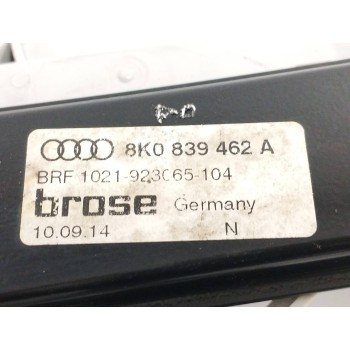 8K0 839 462 A
BRF 1021-923065-104
brose Germany
10.09.14 N